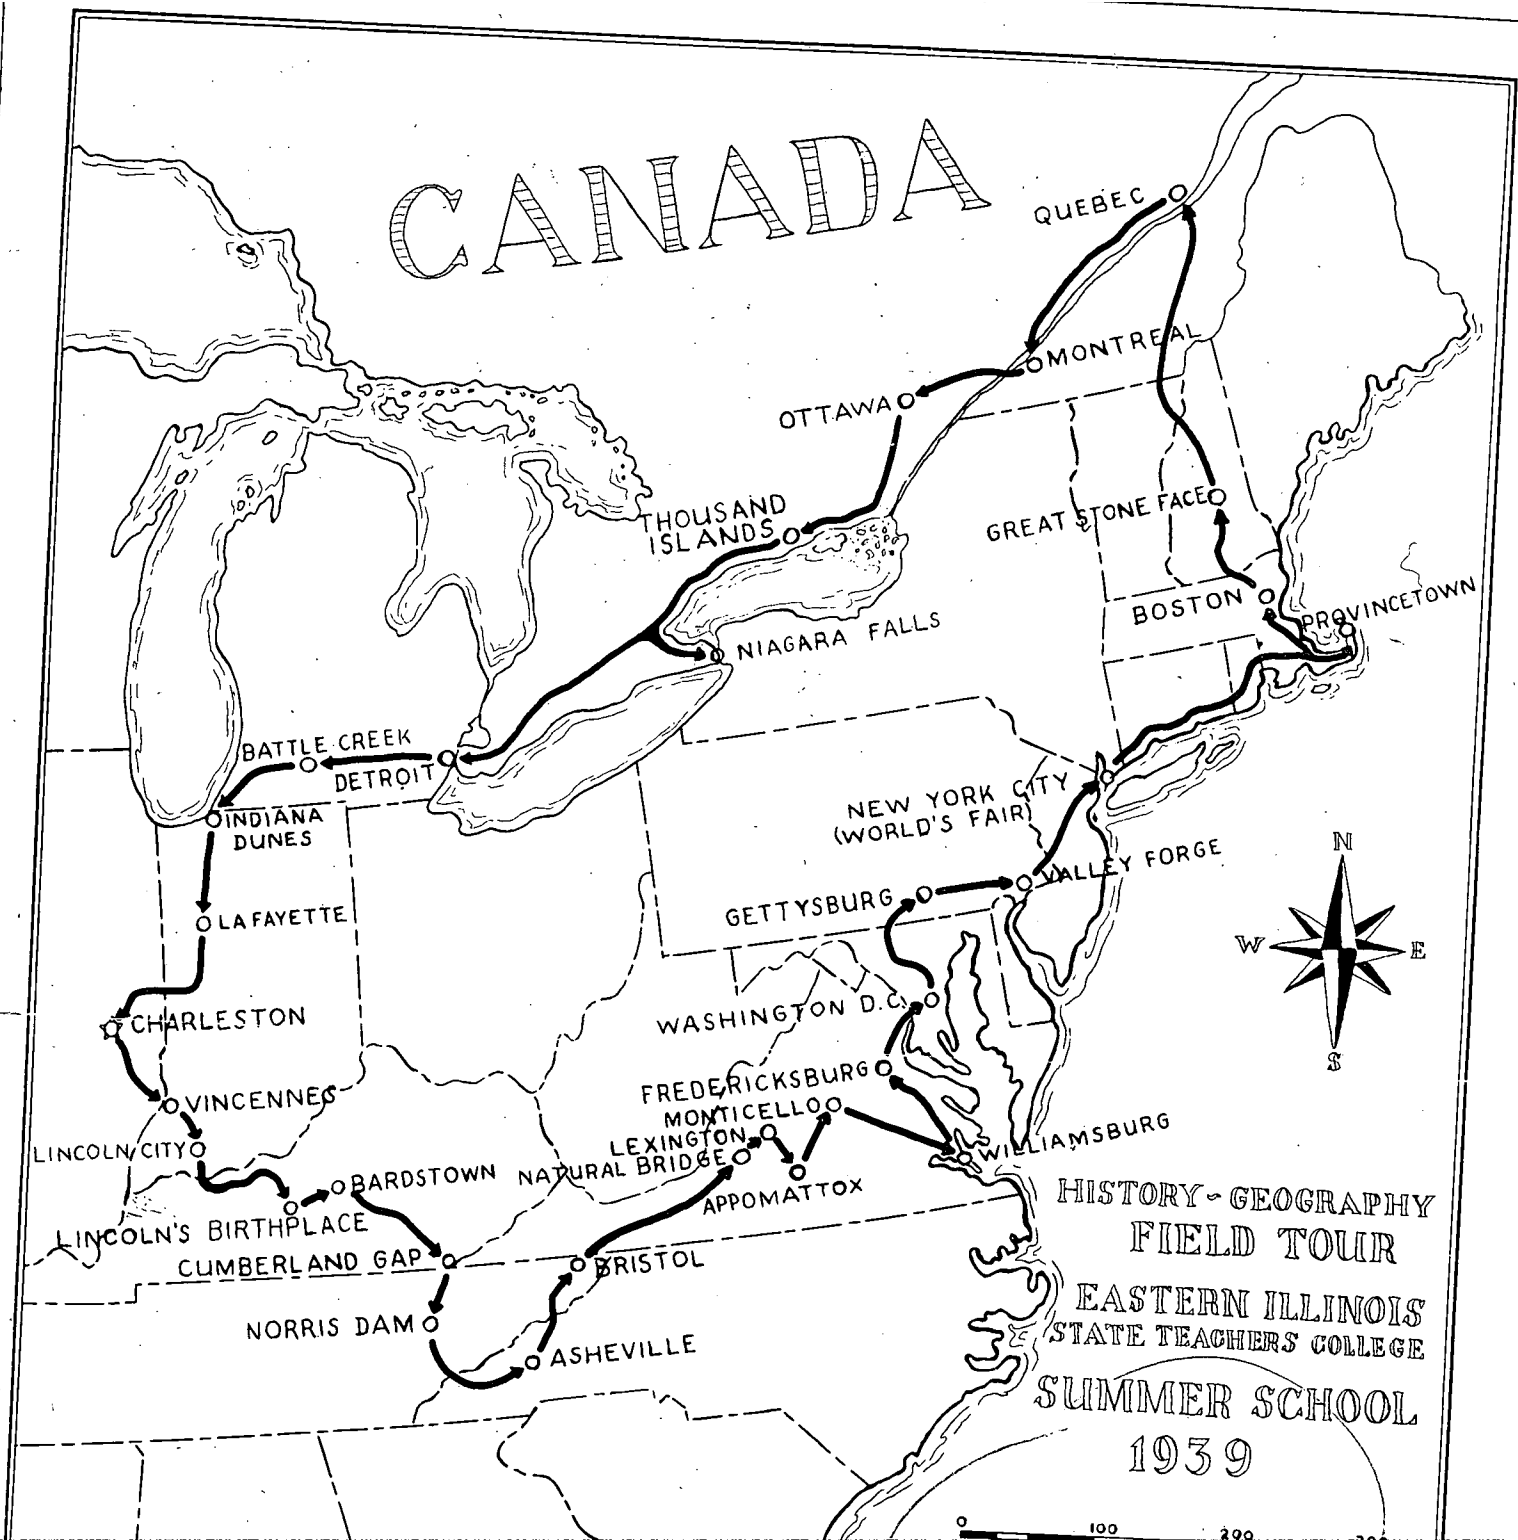 CANADA
QUEBEC
MONTREAL
OTTAWA
THOUSAND
ISLANDS
GREAT STONE FACE
BOSTON
PROVINCETOWN
NIAGARA FALLS
BATTLE CREEK
DETROIT
INDIANA
DUNES
NEW YORK CITY
(WORLD'S FAIR)
VALLEY FORGE
GETTYSBURG
LAFAYETTE
N
W
E
S
WASHINGTON D.C.
CHARLESTON
FREDERICKSBURG
MONTICELLO
VINCENNES
LEXINGTON
NATURAL BRIDGE
WILLIAMSBURG
LINCOLN CITY
BARDSTOWN
APPOMATTOX
LINCOLN'S BIRTHPLACE
CUMBERLAND GAP
BRISTOL
NORRIS DAM
ASHEVILLE
HISTORY~GEOGRAPHY
FIELD TOUR
EASTERN ILLINOIS
STATE TEACHERS COLLEGE
SUMMER SCHOOL
1939
0 100 200 300